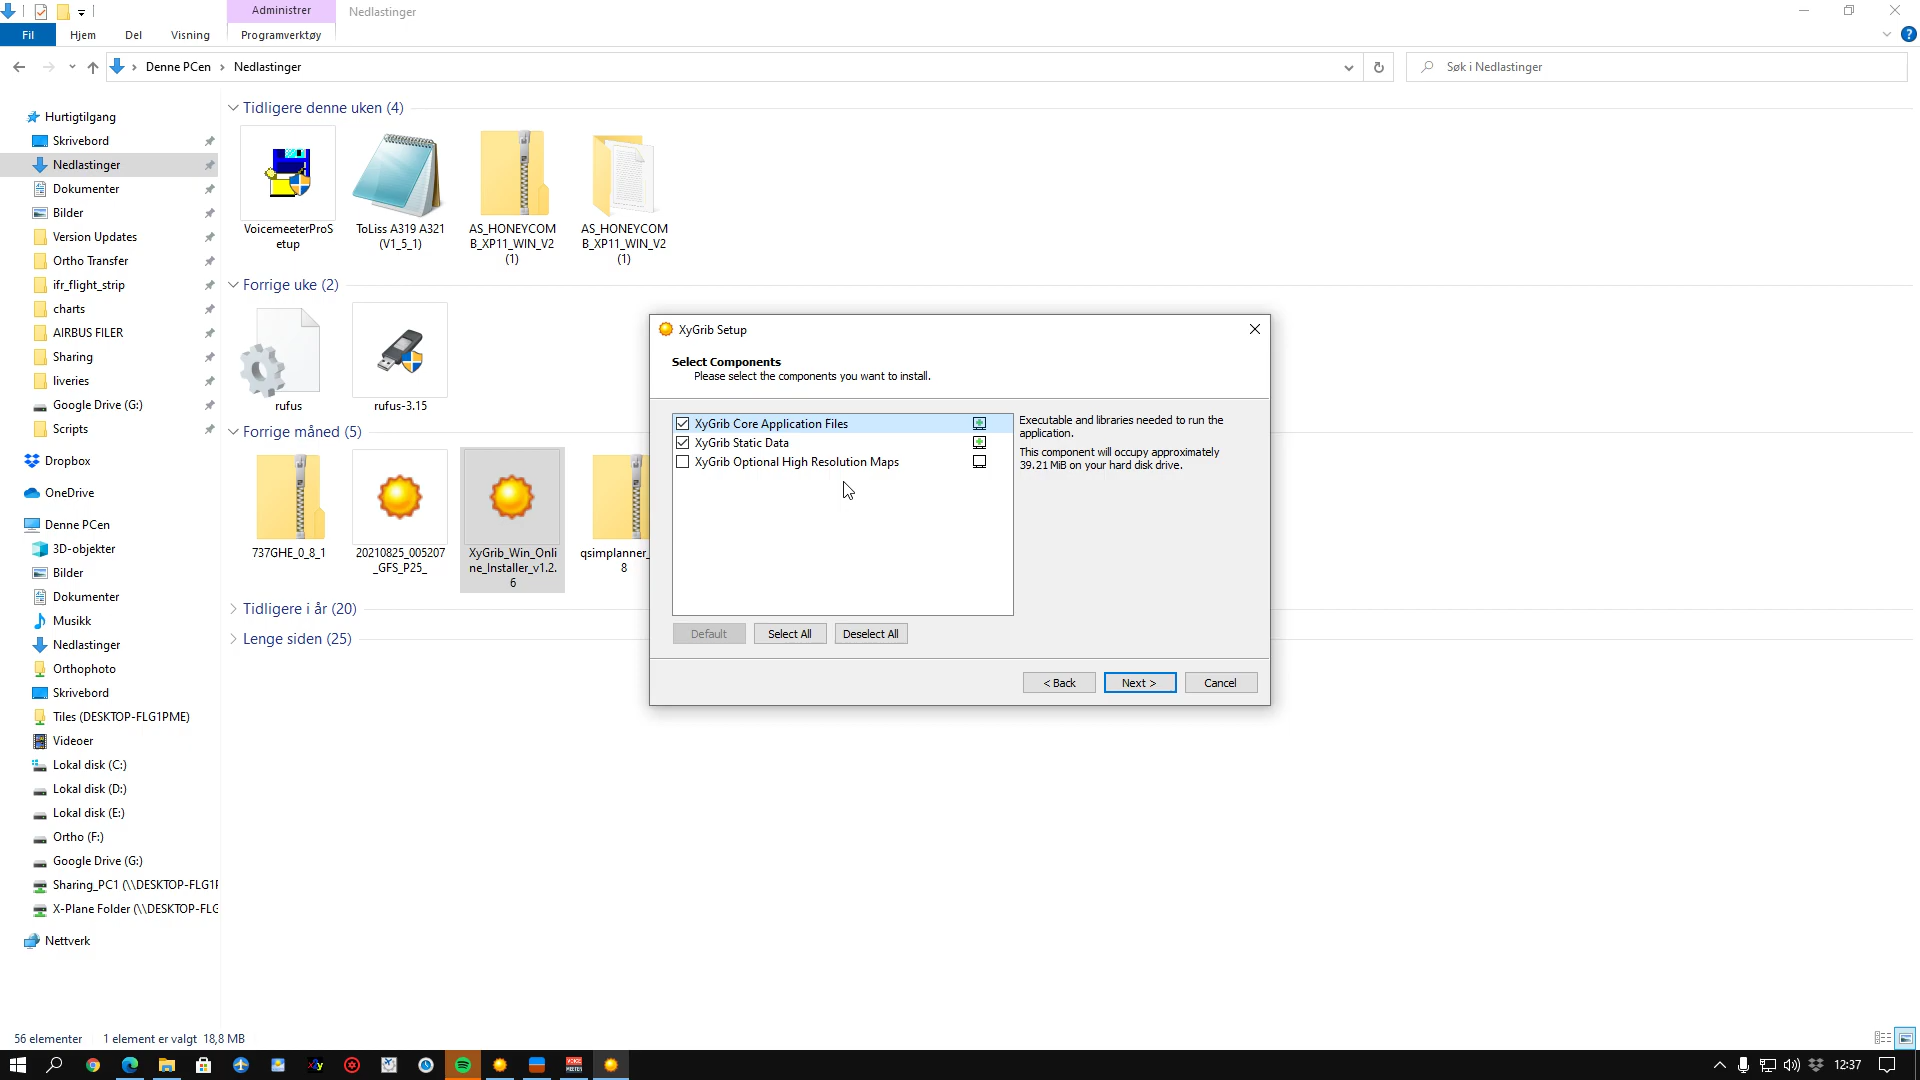 Administrer
Nedlastinger
Fil
Hjem
Del
Visning
Programverktøy
Denne PCen
Nedlastinger
Søk i Nedlastinger
Hurtigtilgang
Skrivebord
Nedlastinger
Dokumenter
Bilder
Version Updates
Ortho Transfer
ifr_flight_strip
charts
AIRBUS FILER
Sharing
liveries
Google Drive (G:)
Scripts
Dropbox
OneDrive
Denne PCen
3D-objekter
Bilder
Dokumenter
Musikk
Nedlastinger
Orthophoto
Skrivebord
Tiles (DESKTOP-FLG1PME)
Videoer
Lokal disk (C:)
Lokal disk (D:)
Lokal disk (E:)
Ortho (F:)
Google Drive (G:)
Sharing_PC1 (\\DESKTOP-FLG1F
X-Plane Folder (\\DESKTOP-FLG
Nettverk
Tidligere denne uken (4)
VoicemeeterProS
etup
ToLiss A319 A321
(V1_5_1)
AS_HONEYCOM
B_XP11_WIN_V2
(1)
AS_HONEYCOM
B_XP11_WIN_V2
(1)
Forrige uke (2)
rufus
rufus-3.15
Forrige måned (5)
737GHE_0_8_1
20210825_005207
_GFS_P25_
XyGrib_Win_Onli
ne_Installer_v1.2.
6
qsimplanner_
8
Tidligere i år (20)
Lenge siden (25)
XyGrib Setup
Select Components
Please select the components you want to install.
XyGrib Core Application Files
XyGrib Static Data
XyGrib Optional High Resolution Maps
Executable and libraries needed to run the
application.
This component will occupy approximately
39.21 MiB on your hard disk drive.
Default
Select All
Deselect All
< Back
Next >
Cancel
56 elementer
1 element er valgt 18,8 MB
VOICE
MEETER
12:37